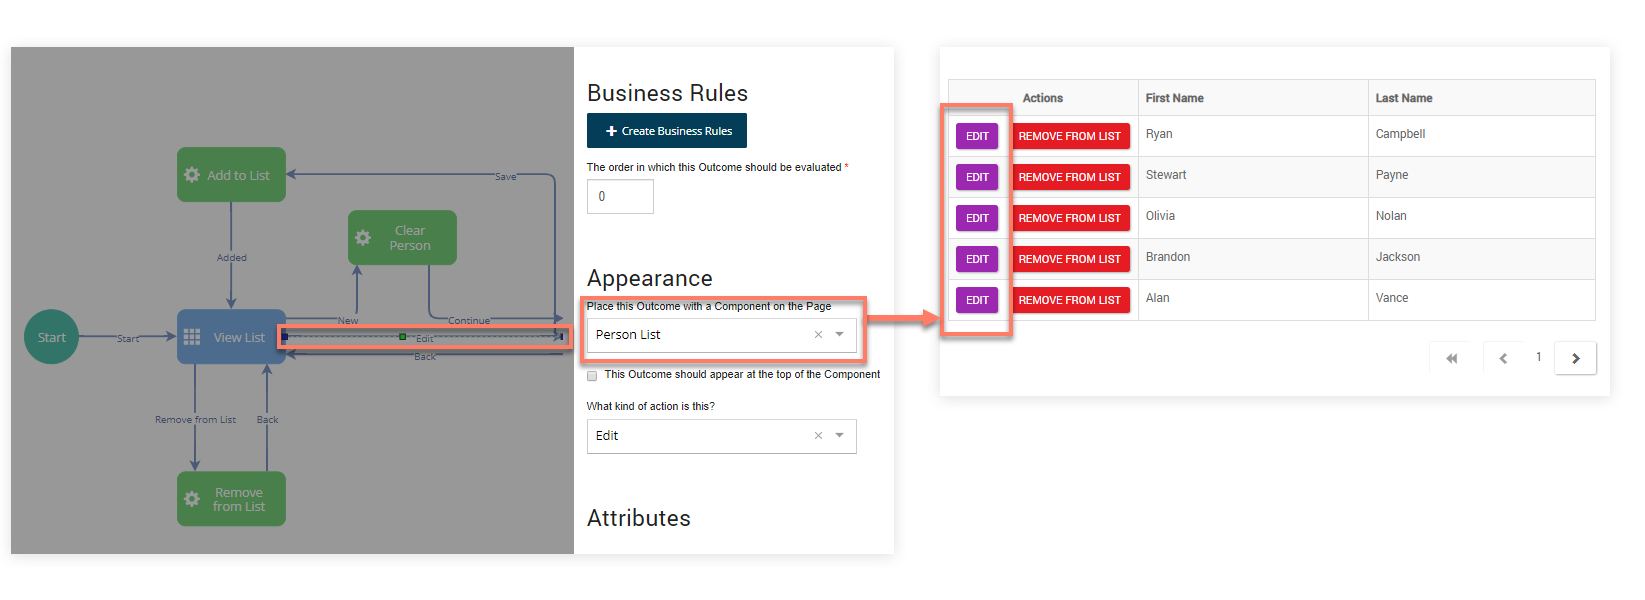 Add to List
Save
Clear
Person
Added
Start
Start
View List
New
Continue
Edit
Back
Remove from List
Back
Remove
from List
Business Rules
+ Create Business Rules
The order in which this Outcome should be evaluated *
0
Appearance
Place this Outcome with a Component on the Page
Person List ×
This Outcome should appear at the top of the Component
What kind of action is this?
Edit ×
Attributes
Actions First Name Last Name
EDIT REMOVE FROM LIST Ryan Campbell
EDIT REMOVE FROM LIST Stewart Payne
EDIT REMOVE FROM LIST Olivia Nolan
EDIT REMOVE FROM LIST Brandon Jackson
EDIT REMOVE FROM LIST Alan Vance
1